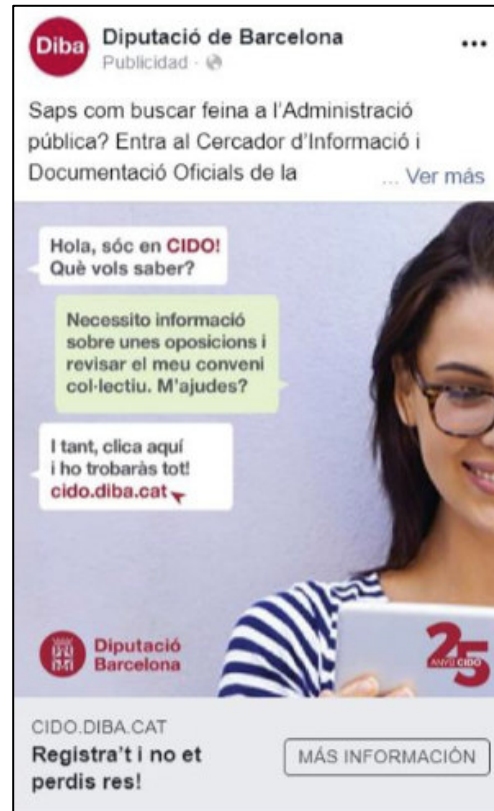 Diba
Diputació de Barcelona
Publicidad ·
Saps com buscar feina a l'Administració
pública? Entra al Cercador d'Informació i
Documentació Oficials de la
... Ver más
Hola, sóc en CIDO!
Què vols saber?
Necessito informació
sobre unes oposicions i
revisar el meu conveni
col·lectiu. M'ajudes?
I tant, clica aquí
i ho trobaràs tot!
cido.diba.cat
Diputació
Barcelona
25
ANYS CIDO
CIDO.DIBA.CAT
Registra't i no et
perdis res!
MÁS INFORMACIÓN